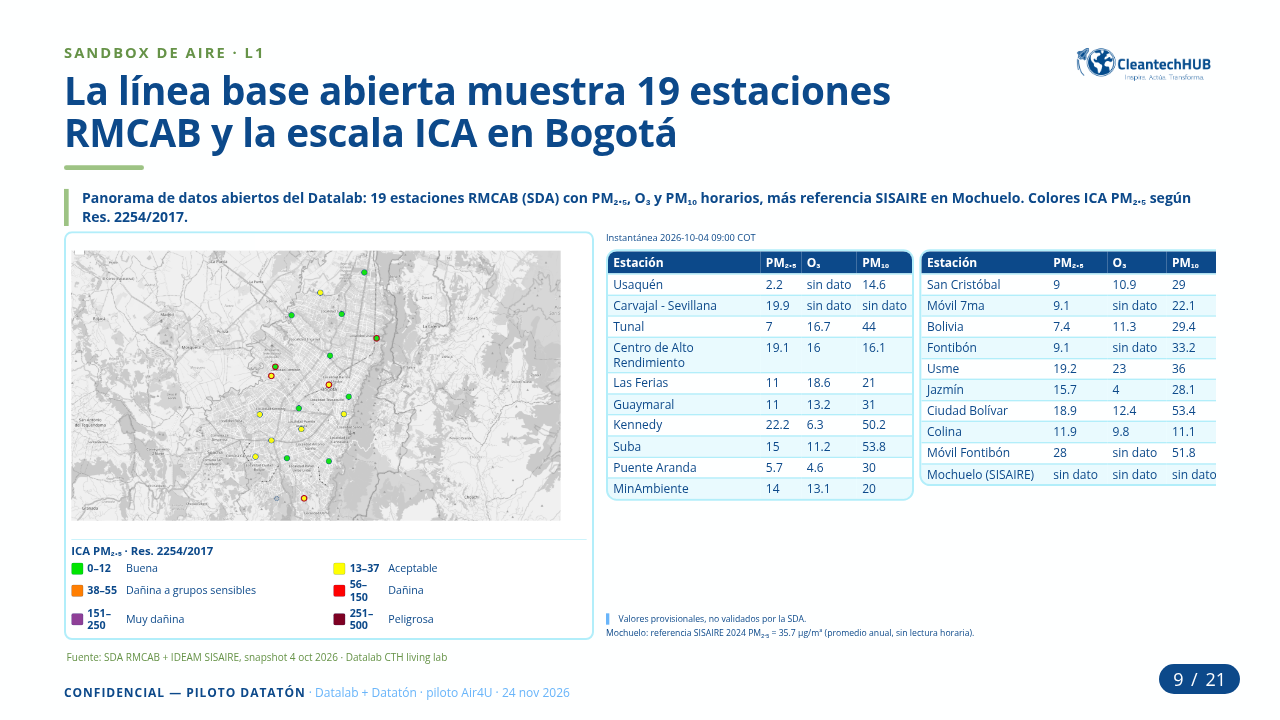 SANDBOX DE AIRE · L1
CleantechHUB
Inspira. Actúa. Transforma.
La línea base abierta muestra 19 estaciones
RMCAB y la escala ICA en Bogotá
Panorama de datos abiertos del Datalab: 19 estaciones RMCAB (SDA) con PM₂.₅, O₃ y PM₁₀ horarios, más referencia SISAIRE en Mochuelo. Colores ICA PM₂.₅ según
Res. 2254/2017.
Instantánea 2026-10-04 09:00 COT
Estación PM₂.₅ O₃ PM₁₀
Usaquén 2.2 sin dato 14.6
Carvajal - Sevillana 19.9 sin dato sin dato
Tunal 7 16.7 44
Centro de Alto Rendimiento 19.1 16 16.1
Las Ferias 11 18.6 21
Guaymaral 11 13.2 31
Kennedy 22.2 6.3 50.2
Suba 15 11.2 53.8
Puente Aranda 5.7 4.6 30
MinAmbiente 14 13.1 20
Estación PM₂.₅ O₃ PM₁₀
San Cristóbal 9 10.9 29
Móvil 7ma 9.1 sin dato 22.1
Bolivia 7.4 11.3 29.4
Fontibón 9.1 sin dato 33.2
Usme 19.2 23 36
Jazmín 15.7 4 28.1
Ciudad Bolívar 18.9 12.4 53.4
Colina 11.9 9.8 11.1
Móvil Fontibón 28 sin dato 51.8
Mochuelo (SISAIRE) sin dato sin dato sin dato
ICA PM₂.₅ · Res. 2254/2017
0–12 Buena
13–37 Aceptable
38–55 Dañina a grupos sensibles
56–150 Dañina
151–250 Muy dañina
251–500 Peligrosa
Valores provisionales, no validados por la SDA.
Mochuelo: referencia SISAIRE 2024 PM₂.₅ = 35.7 µg/m³ (promedio anual, sin lectura horaria).
Fuente: SDA RMCAB + IDEAM SISAIRE, snapshot 4 oct 2026 · Datalab CTH living lab
CONFIDENCIAL — PILOTO DATATÓN · Datalab + Datatón · piloto Air4U · 24 nov 2026
9 / 21